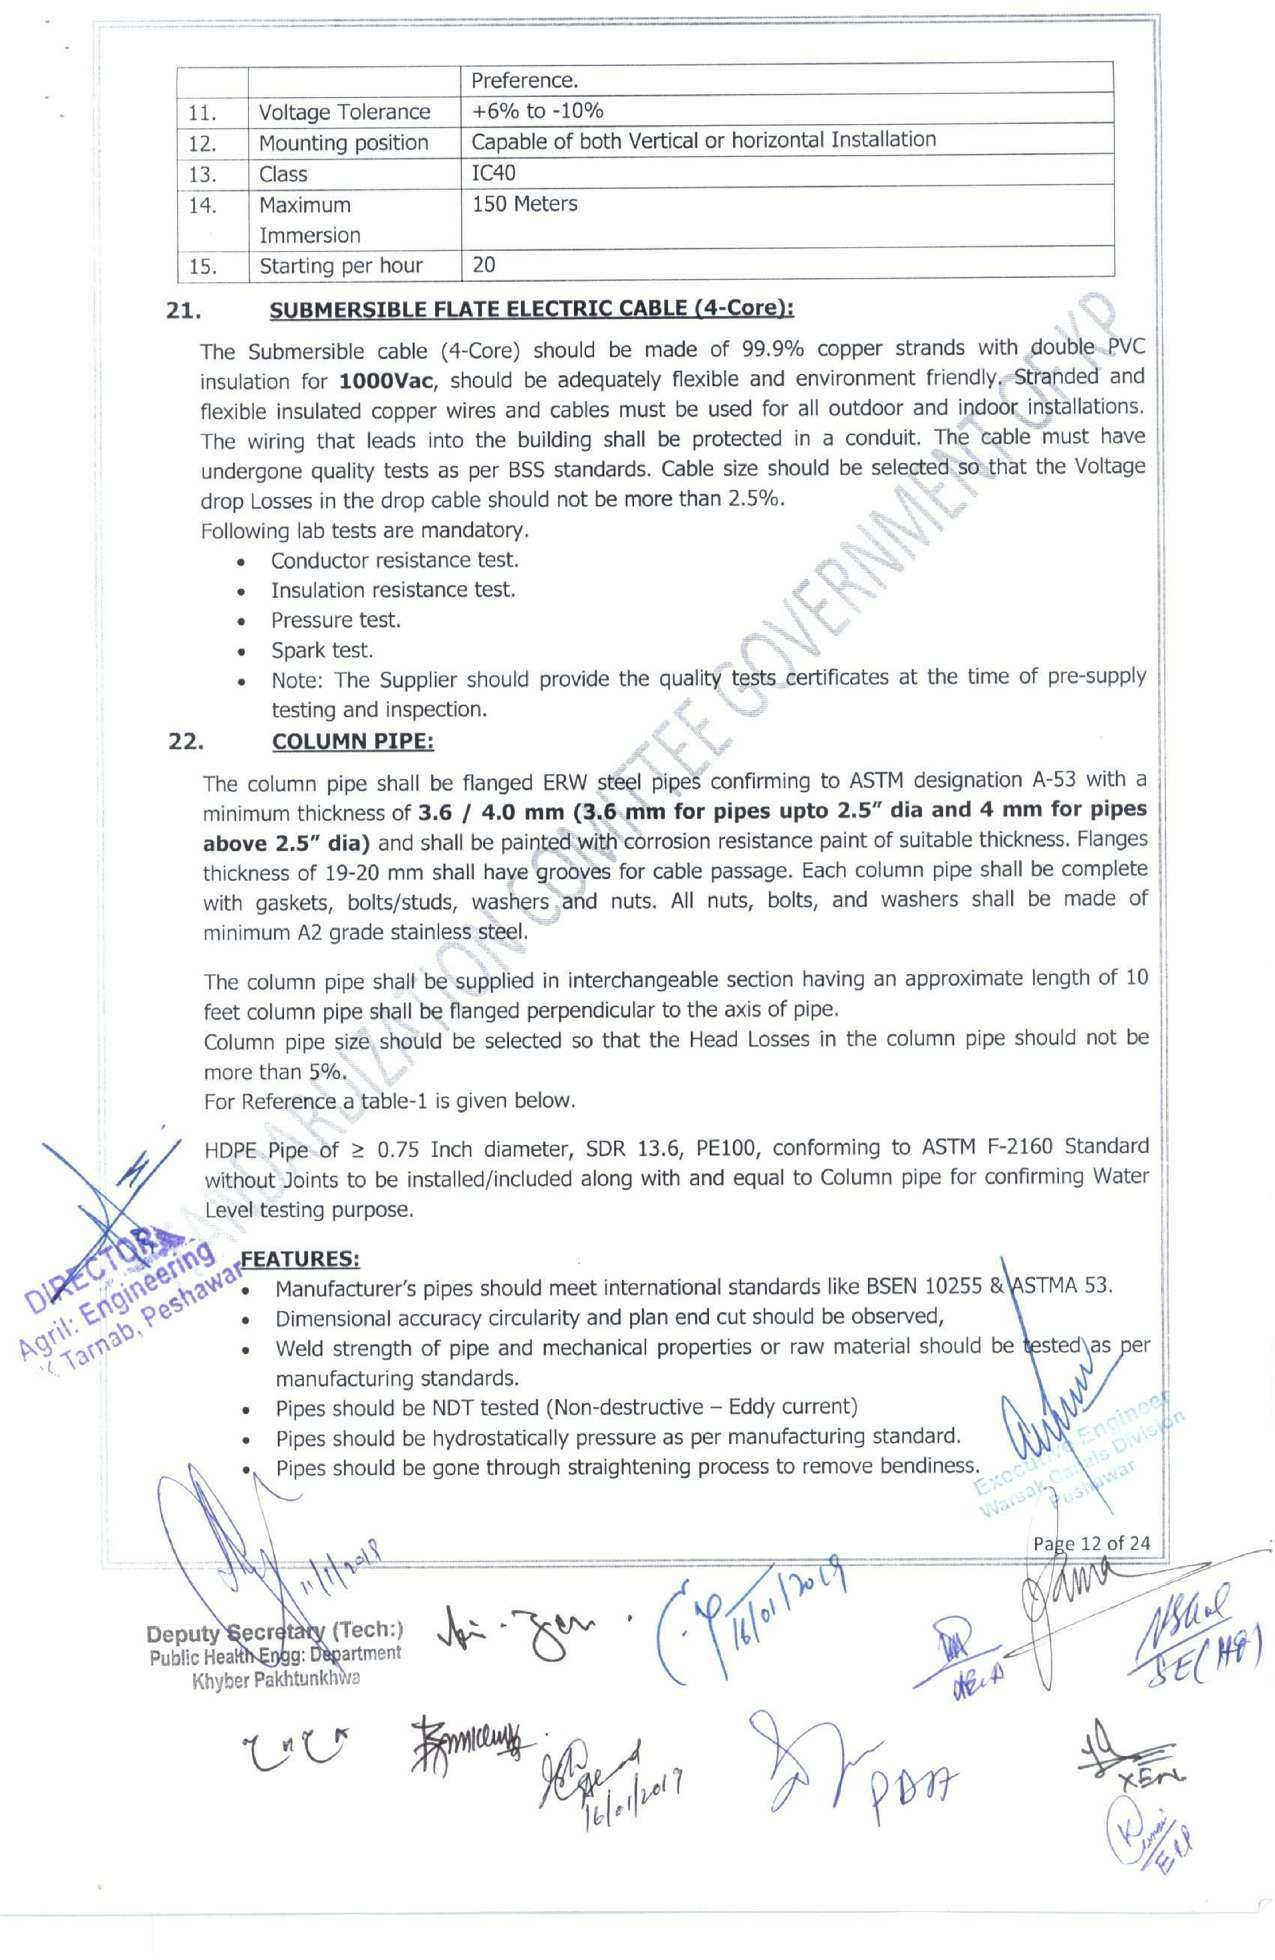 Preference.
11. Voltage Tolerance +6% to -10%
12. Mounting position Capable of both Vertical or horizontal Installation
13. Class IC40
14. Maximum 150 Meters
Immersion
15. Starting per hour 20
21. SUBMERSIBLE FLATE ELECTRIC CABLE (4-Core):
The Submersible cable (4-Core) should be made of 99.9% copper strands with double PVC
insulation for 1000Vac, should be adequately flexible and environment friendly. Stranded and
flexible insulated copper wires and cables must be used for all outdoor and indoor installations.
The wiring that leads into the building shall be protected in a conduit. The cable must have
undergone quality tests as per BSS standards. Cable size should be selected so that the Voltage
drop Losses in the drop cable should not be more than 2.5%.
Following lab tests are mandatory.
• Conductor resistance test.
• Insulation resistance test.
• Pressure test.
• Spark test.
• Note: The Supplier should provide the quality tests certificates at the time of pre-supply
testing and inspection.
22. COLUMN PIPE:
The column pipe shall be flanged ERW steel pipes confirming to ASTM designation A-53 with a
minimum thickness of 3.6 / 4.0 mm (3.6 mm for pipes upto 2.5" dia and 4 mm for pipes
above 2.5" dia) and shall be painted with corrosion resistance paint of suitable thickness. Flanges
thickness of 19-20 mm shall have grooves for cable passage. Each column pipe shall be complete
with gaskets, bolts/studs, washers and nuts. All nuts, bolts, and washers shall be made of
minimum A2 grade stainless steel.
The column pipe shall be supplied in interchangeable section having an approximate length of 10
feet column pipe shall be flanged perpendicular to the axis of pipe.
Column pipe size should be selected so that the Head Losses in the column pipe should not be
more than 5%.
For Reference a table-1 is given below.
HDPE Pipe of ≥ 0.75 Inch diameter, SDR 13.6, PE100, conforming to ASTM F-2160 Standard
without Joints to be installed/included along with and equal to Column pipe for confirming Water
Level testing purpose.
FEATURES:
• Manufacturer's pipes should meet international standards like BSEN 10255 & ASTMA 53.
• Dimensional accuracy circularity and plan end cut should be observed,
• Weld strength of pipe and mechanical properties or raw material should be tested as per
manufacturing standards.
• Pipes should be NDT tested (Non-destructive – Eddy current)
• Pipes should be hydrostatically pressure as per manufacturing standard.
• Pipes should be gone through straightening process to remove bendiness.
STANDARDIZATION COMMITTEE GOVERNMENT OF KP
DIRECTOR
Agril: Engineering
Tarnab, Peshawar
Executive Engineer
Warsak Canals Division
Peshawar
Page 12 of 24
11/1/2018
16/01/2019
Deputy Secretary (Tech:)
Public Health Engg: Department
Khyber Pakhtunkhwa
SE(HQ)
16/01/2019
XEN